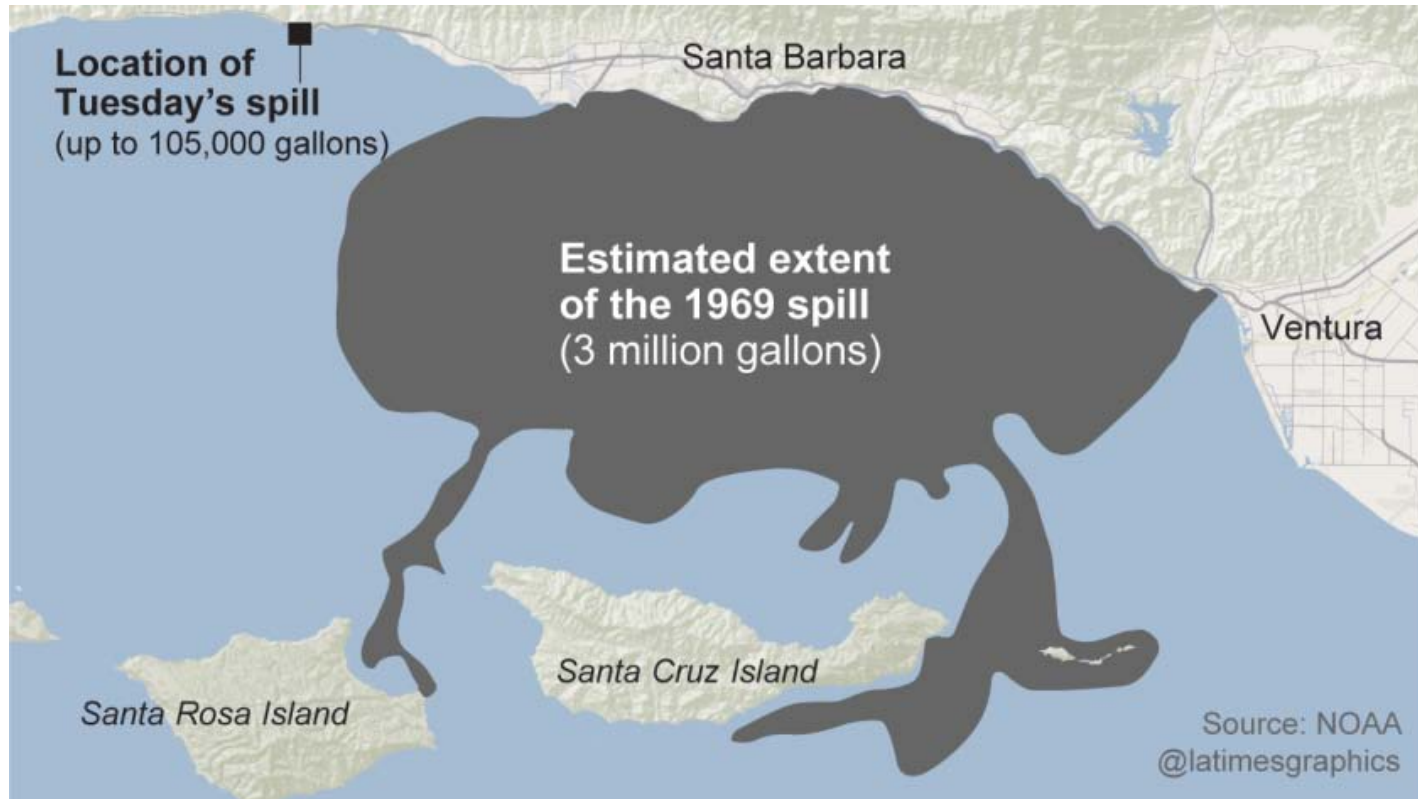 Location of
Tuesday's spill
(up to 105,000 gallons)
Santa Barbara
Estimated extent
of the 1969 spill
(3 million gallons)
Ventura
Santa Cruz Island
Santa Rosa Island
Source: NOAA
@latimesgraphics